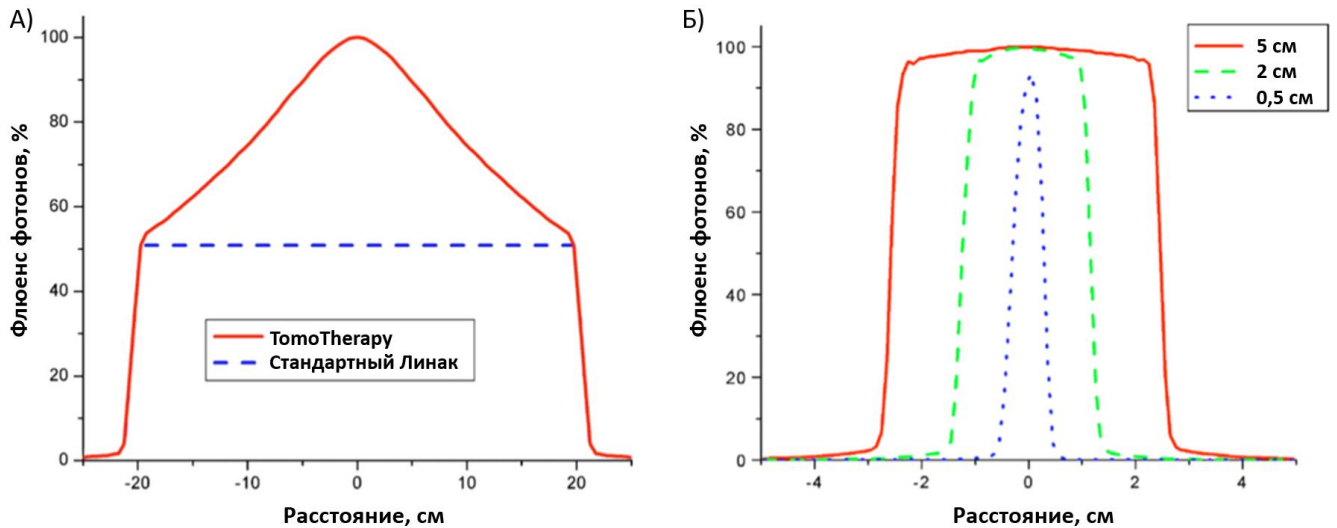 А)
Флюенс фотонов, %
100
80
60
40
20
0
-20
-10
0
10
20
Расстояние, см
TomoTherapy
Стандартный Линак
Б)
Флюенс фотонов, %
100
80
60
40
20
0
-4
-2
0
2
4
Расстояние, см
5 см
2 см
0,5 см